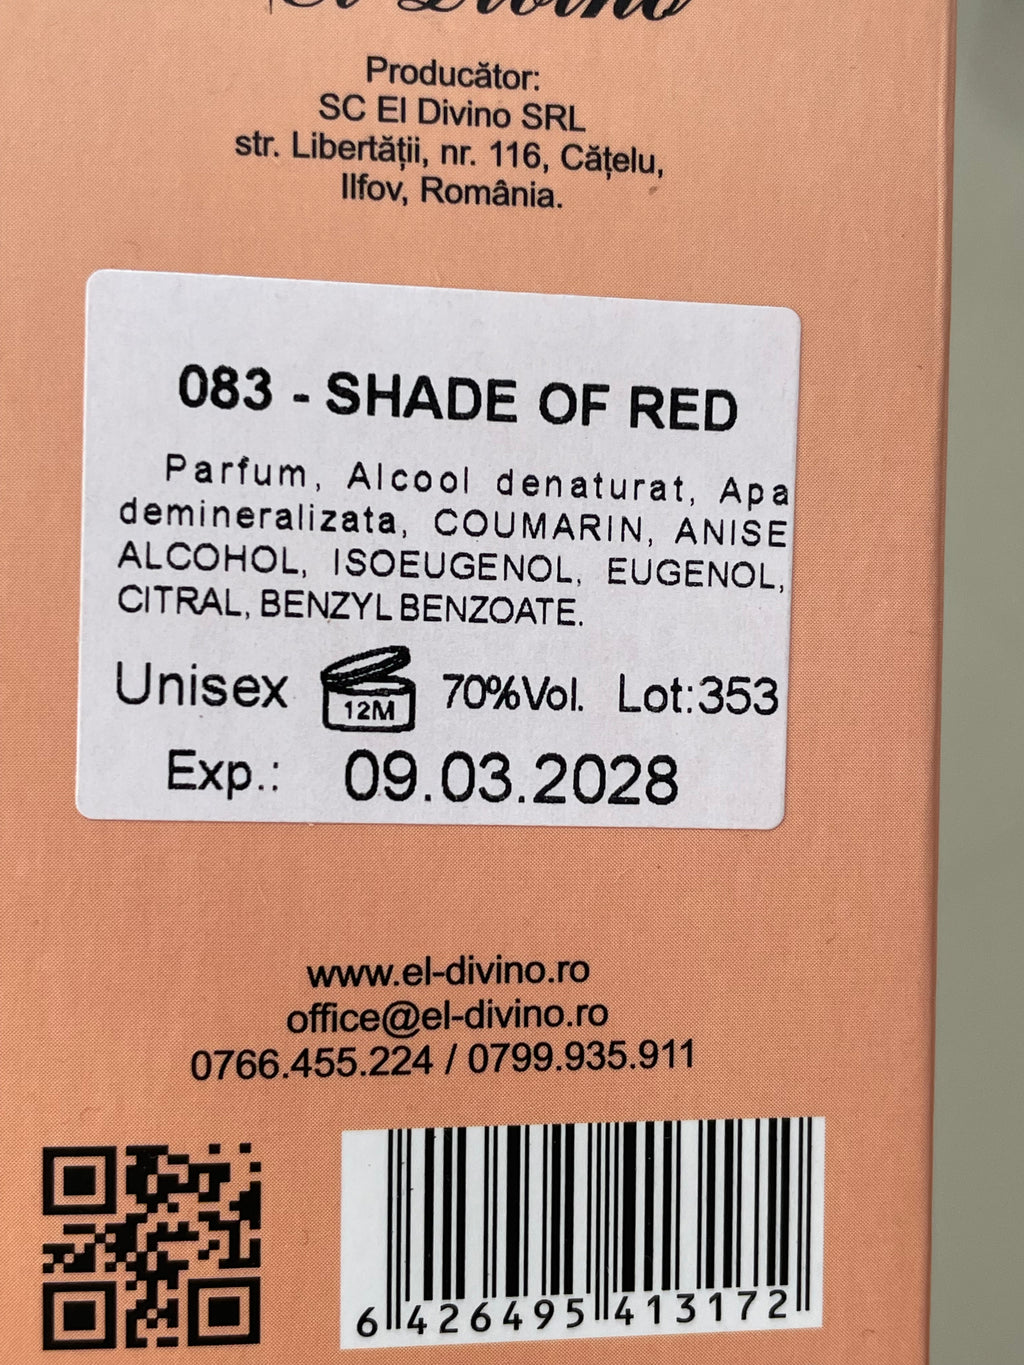 El Divino
Producător:
SC El Divino SRL
str. Libertății, nr. 116, Cățelu,
Ilfov, România.
083 - SHADE OF RED
Parfum, Alcool denaturat, Apa
demineralizata, COUMARIN, ANISE
ALCOHOL, ISOEUGENOL, EUGENOL,
CITRAL, BENZYL BENZOATE.
Unisex 12M 70%Vol. Lot:353
Exp.: 09.03.2028
www.el-divino.ro
office@el-divino.ro
0766.455.224 / 0799.935.911
6 426495 413172